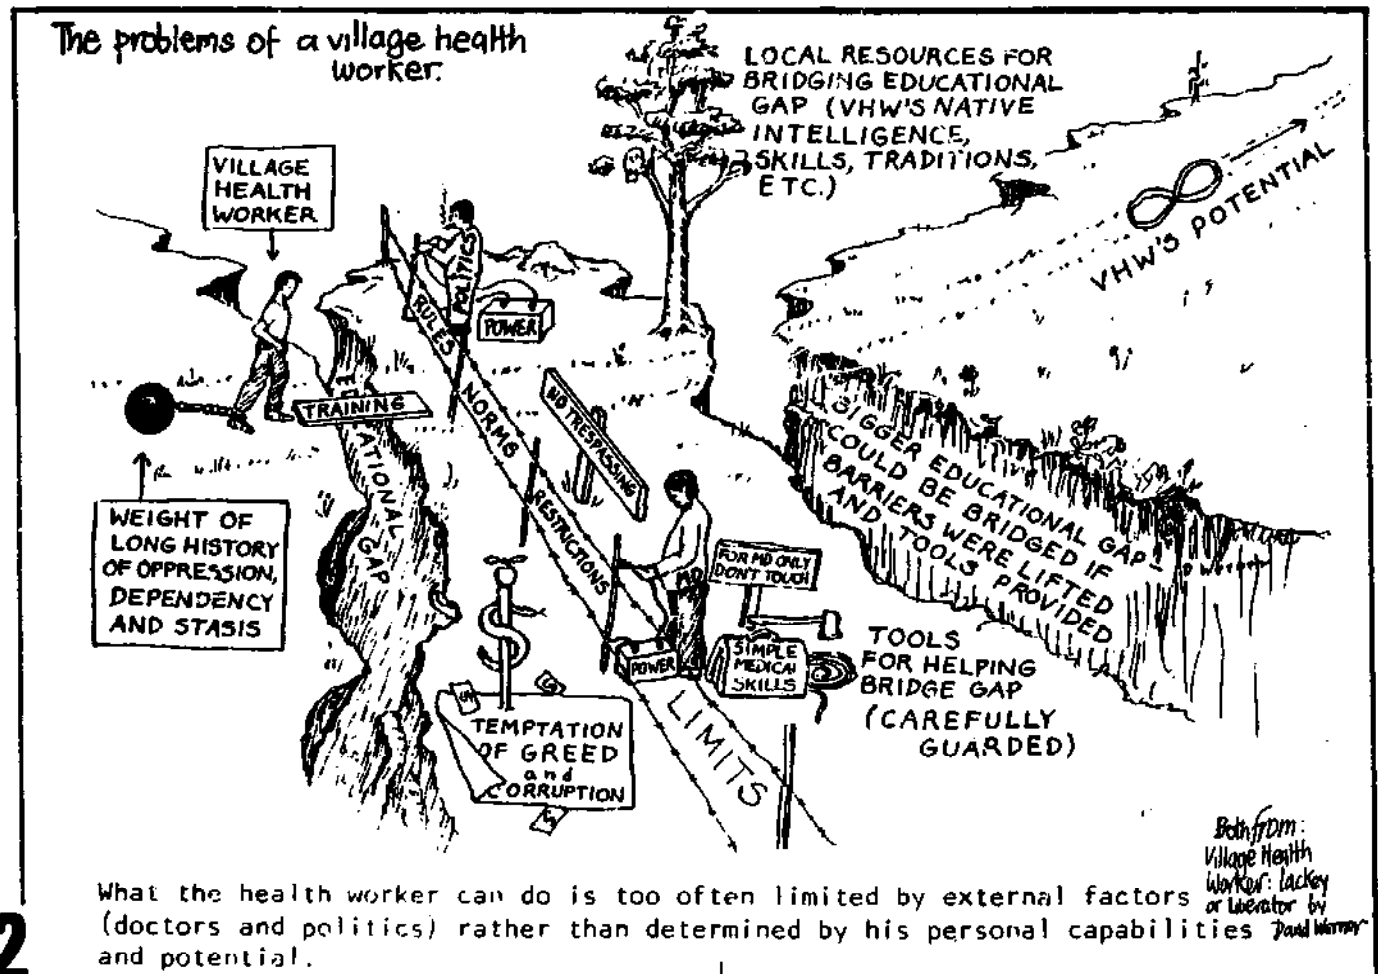 The problems of a village health
worker.
VILLAGE
HEALTH
WORKER
LOCAL RESOURCES FOR
BRIDGING EDUCATIONAL
GAP (VHW'S NATIVE
INTELLIGENCE,
SKILLS, TRADITIONS,
ETC.)
VHW'S POTENTIAL
POLITICS
POWER
RULES
NORMS
RESTRICTIONS
LIMITS
TRAINING
EDUCATIONAL GAP
NO TRESPASSING
WEIGHT OF
LONG HISTORY
OF OPPRESSION,
DEPENDENCY
AND STASIS
BIGGER EDUCATIONAL GAP
COULD BE BRIDGED IF
BARRIERS WERE LIFTED
AND TOOLS PROVIDED
MD
POWER
FOR MD ONLY
DON'T TOUCH
SIMPLE
MEDICAL
SKILLS
TOOLS
FOR HELPING
BRIDGE GAP
(CAREFULLY
GUARDED)
$
TEMPTATION
OF GREED
and
CORRUPTION
Both from:
Village Health
Worker: lackey
or liberator by
David Werner
What the health worker can do is too often limited by external factors
(doctors and politics) rather than determined by his personal capabilities
and potential.
2